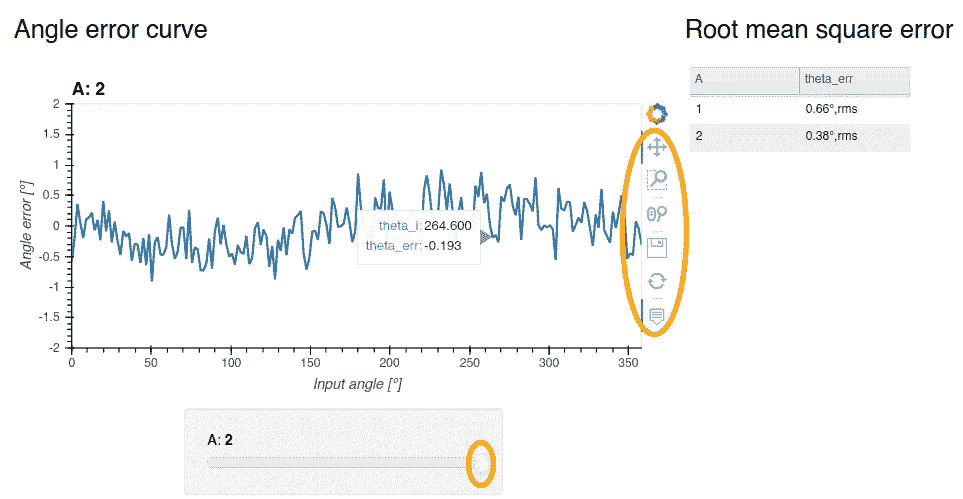 Angle error curve
Root mean square error
A: 2
A theta_err
1 0.66°,rms
2 0.38°,rms
2
1.5
1
0.5
0
-0.5
-1
-1.5
-2
Angle error [°]
theta_i: 264.600
theta_err: -0.193
0 50 100 150 200 250 300 350
Input angle [°]
A: 2